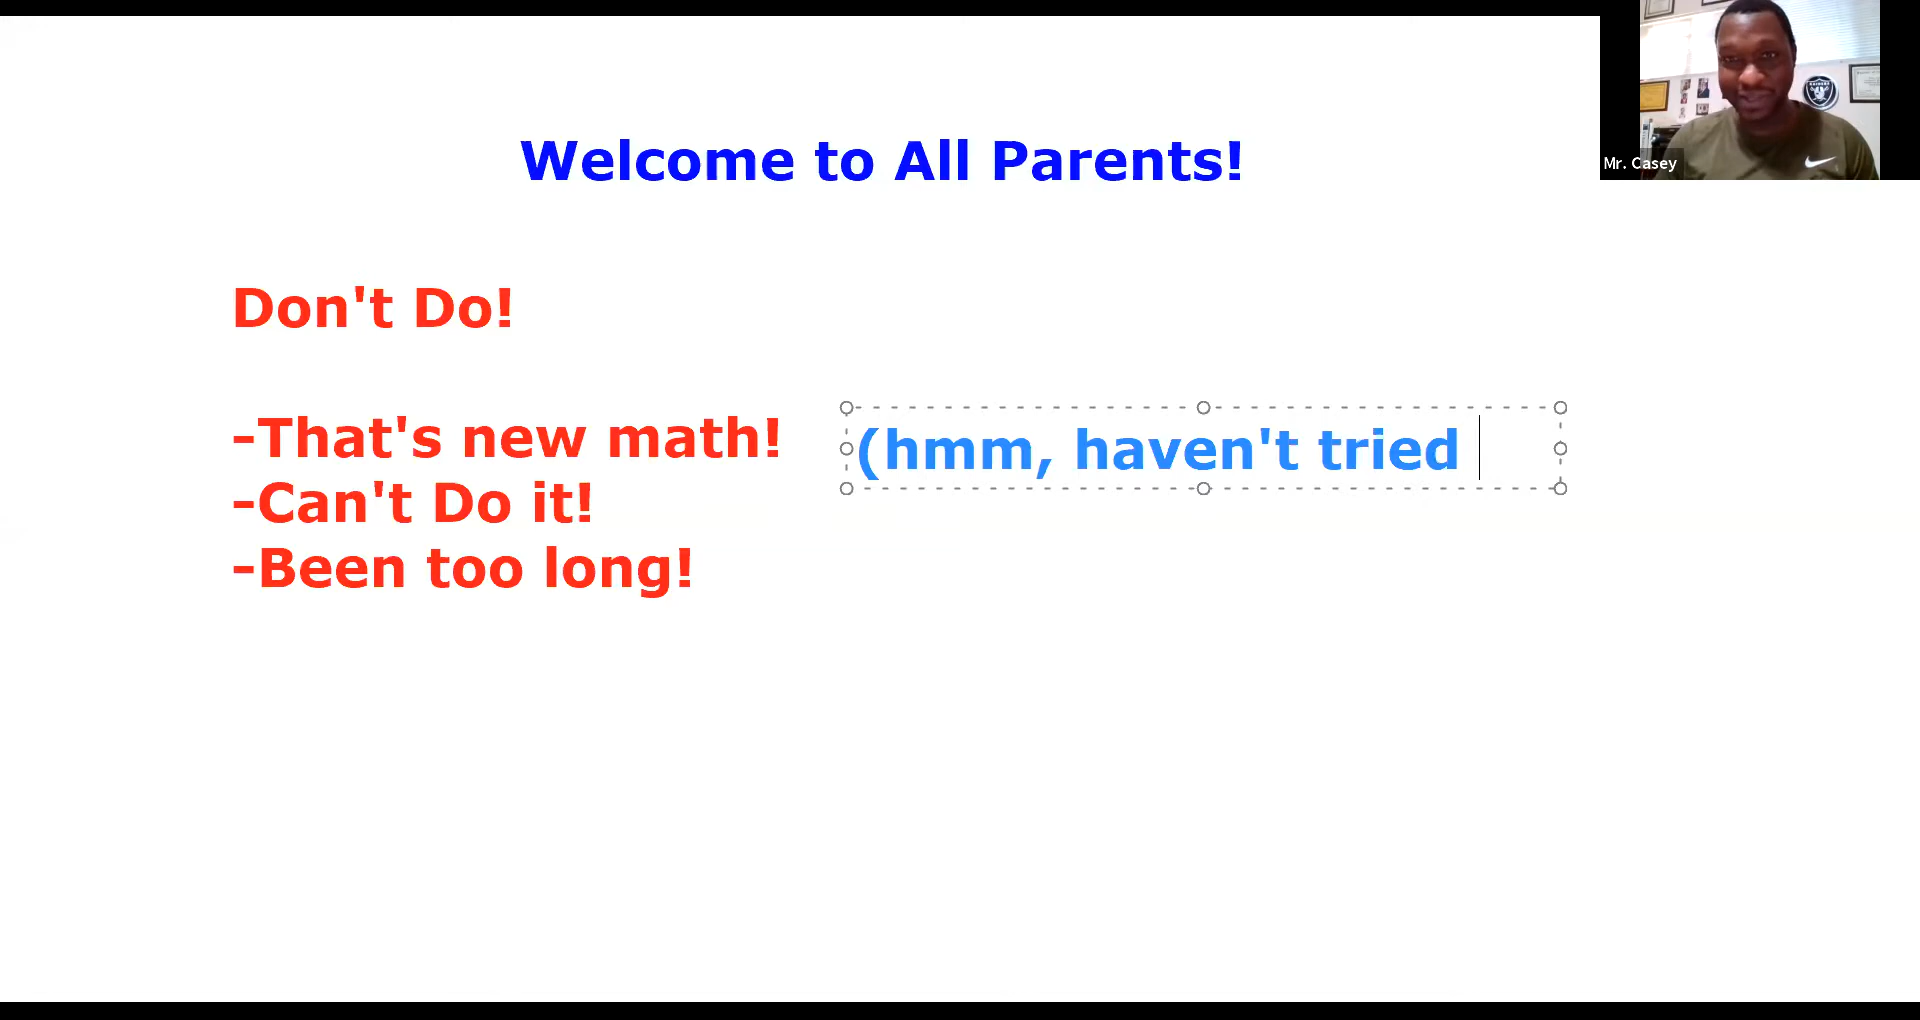 Welcome to All Parents!
Mr. Casey
Don't Do!
-That's new math!
(hmm, haven't tried
-Can't Do it!
-Been too long!
RAIDERS